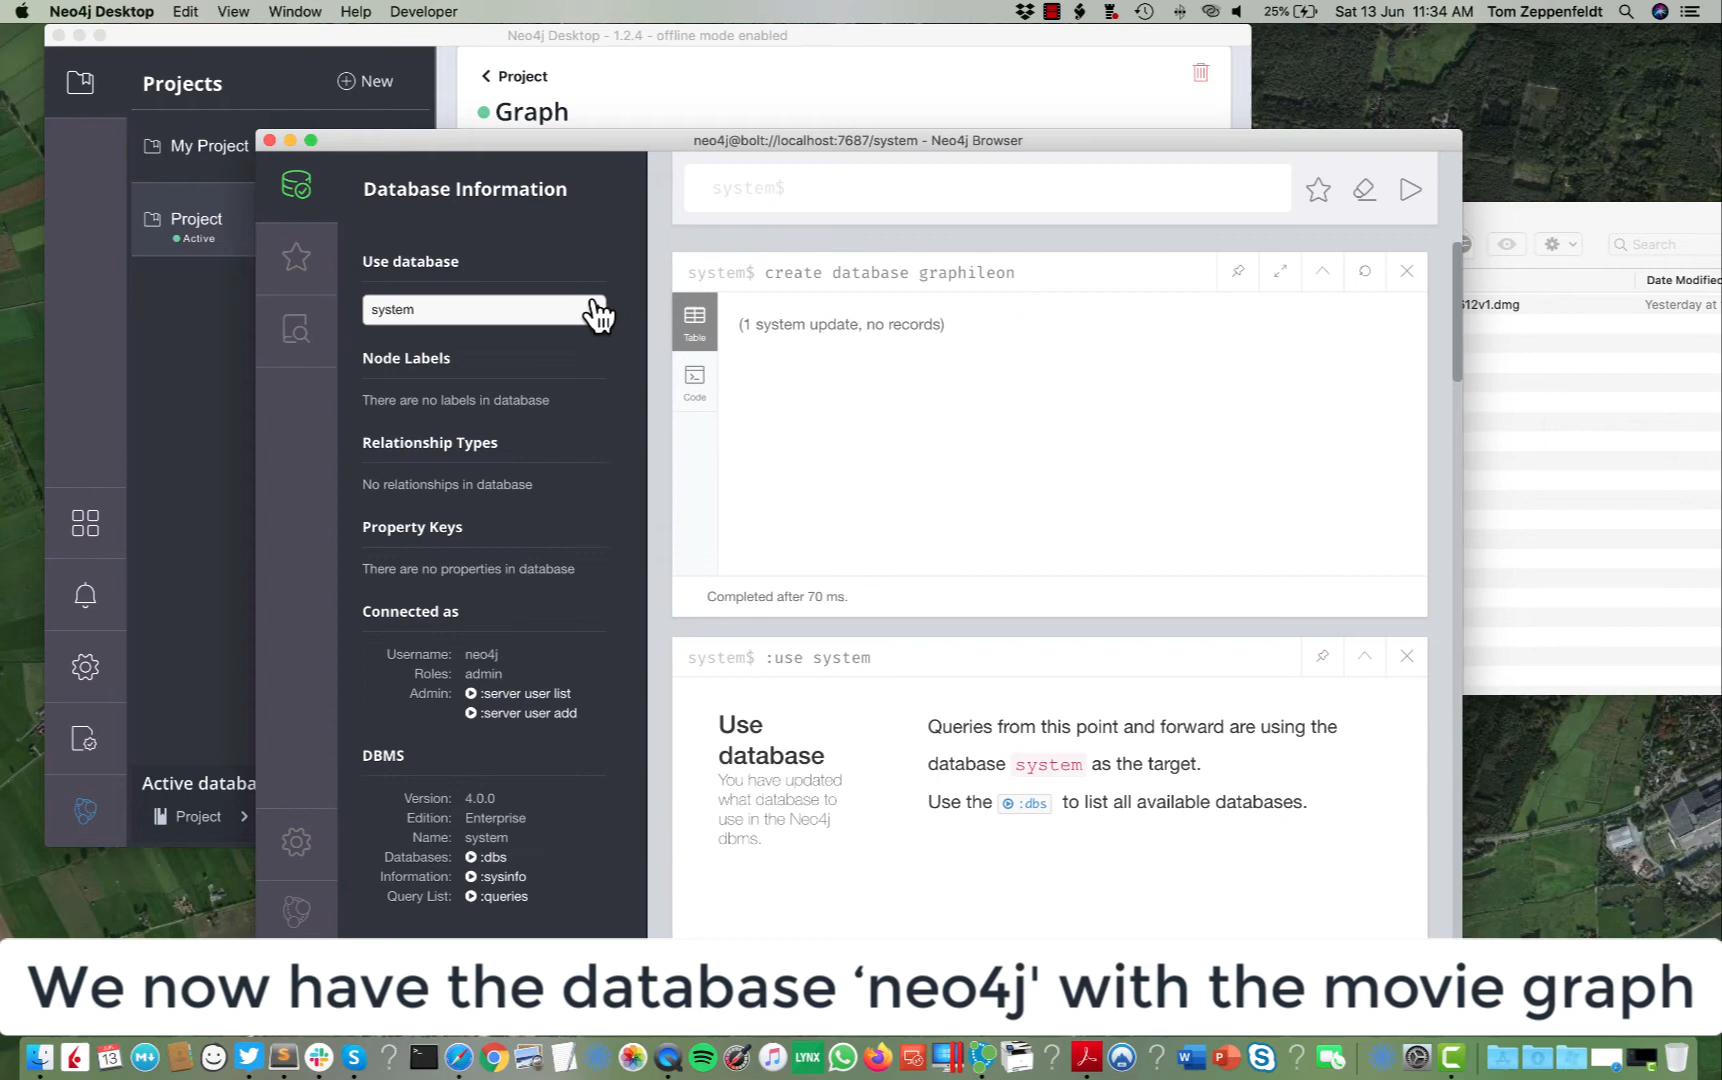 Neo4j Desktop Edit View Window Help Developer
25% Sat 13 Jun 11:34 AM Tom Zeppenfeldt
Neo4j Desktop - 1.2.4 - offline mode enabled
Projects
New
Project
Graph
My Project
Project
Active
Active databa
Project
neo4j@bolt://localhost:7687/system - Neo4j Browser
Database Information
Use database
system
Node Labels
There are no labels in database
Relationship Types
No relationships in database
Property Keys
There are no properties in database
Connected as
Username: neo4j
Roles: admin
Admin: :server user list
:server user add
DBMS
Version: 4.0.0
Edition: Enterprise
Name: system
Databases: :dbs
Information: :sysinfo
Query List: :queries
system$
system$ create database graphileon
Table
Code
(1 system update, no records)
Completed after 70 ms.
system$ :use system
Use
database
You have updated
what database to
use in the Neo4j
dbms.
Queries from this point and forward are using the
database system as the target.
Use the :dbs to list all available databases.
Search
Date Modified
612v1.dmg
Yesterday at
We now have the database ‘neo4j' with the movie graph
13
M+
LYNX